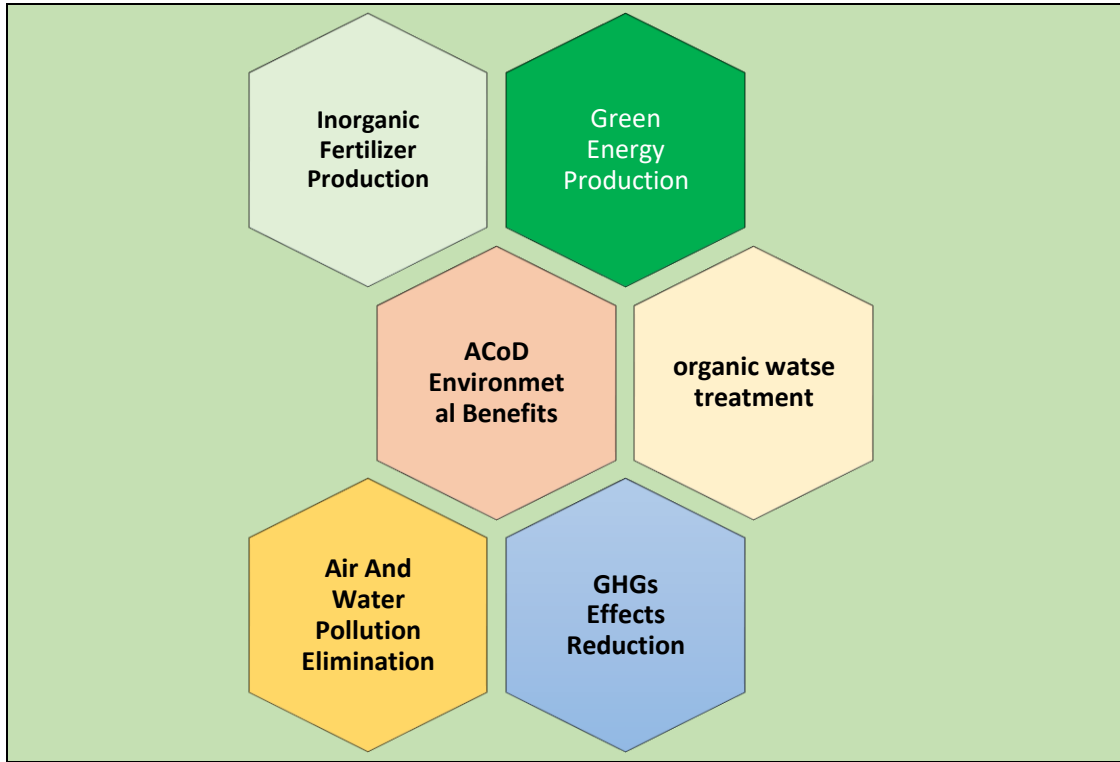 Inorganic
Fertilizer
Production
Green
Energy
Production
ACoD
Environmet
al Benefits
organic watse
treatment
Air And
Water
Pollution
Elimination
GHGs
Effects
Reduction